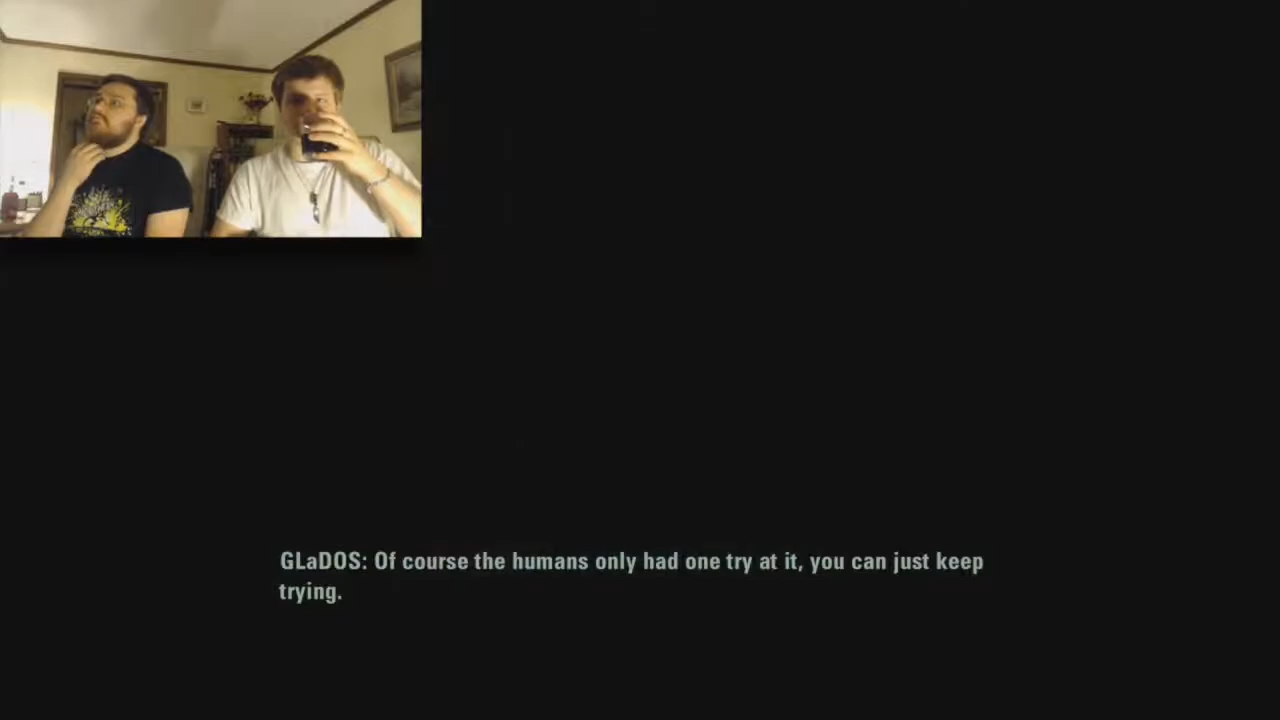 GLaDOS: Of course the humans only had one try at it, you can just keep
trying.